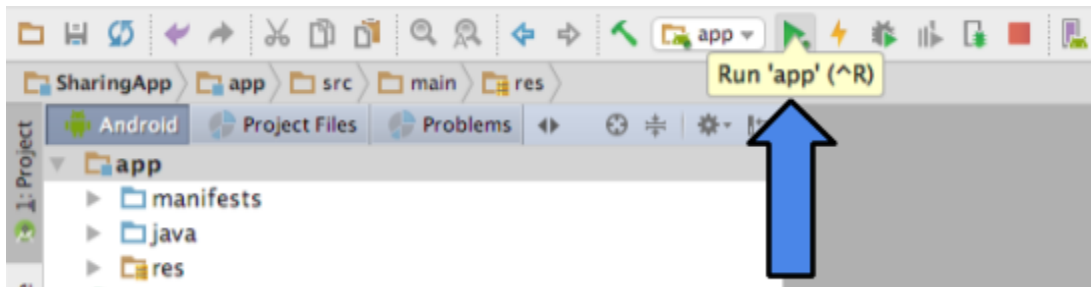 app
Run 'app' (^R)
SharingApp app src main res
Android Project Files Problems
1: Project
app
manifests
java
res